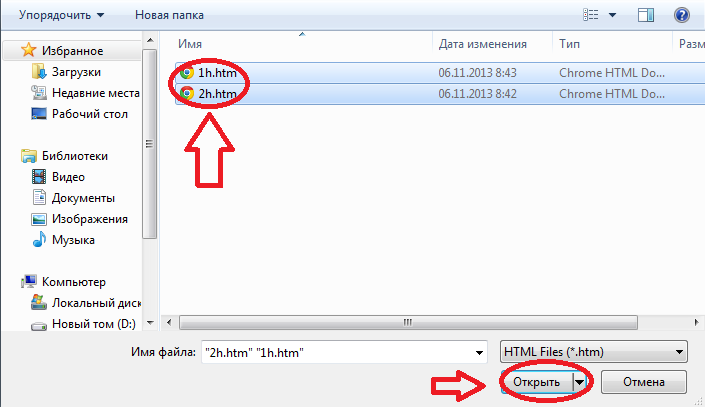 Упорядочить Новая папка
Имя Дата изменения Тип Разм
Избранное
Загрузки
Недавние места
Рабочий стол
Библиотеки
Видео
Документы
Изображения
Музыка
Компьютер
Локальный диск
Новый том (D:)
1h.htm 06.11.2013 8:43 Chrome HTML Do...
2h.htm 06.11.2013 8:42 Chrome HTML Do...
Имя файла: "2h.htm" "1h.htm" HTML Files (*.htm)
Открыть Отмена